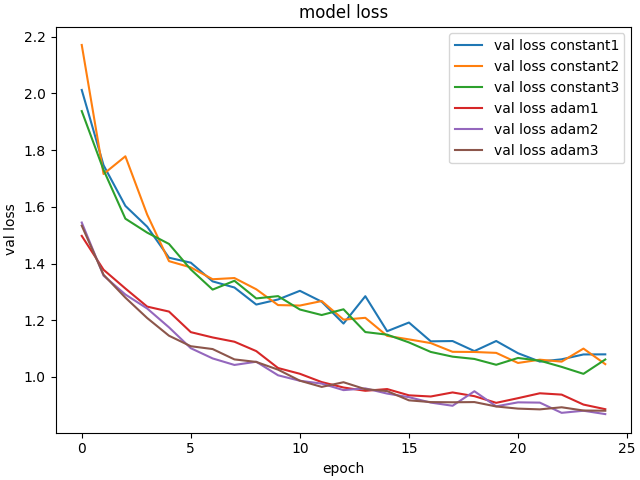 model loss
val loss constant1
val loss constant2
val loss constant3
val loss adam1
val loss adam2
val loss adam3
val loss
2.2
2.0
1.8
1.6
1.4
1.2
1.0
0
5
10
15
20
25
epoch